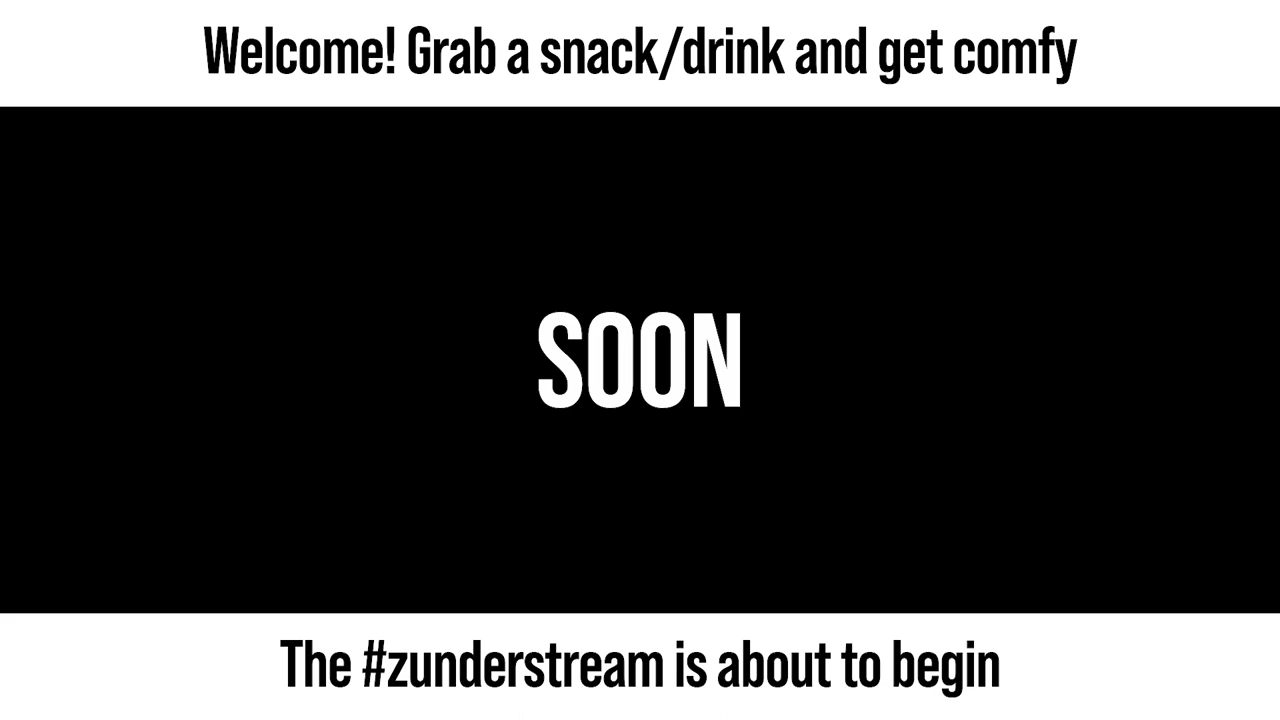 Welcome! Grab a snack/drink and get comfy
SOON
The #zunderstream is about to begin